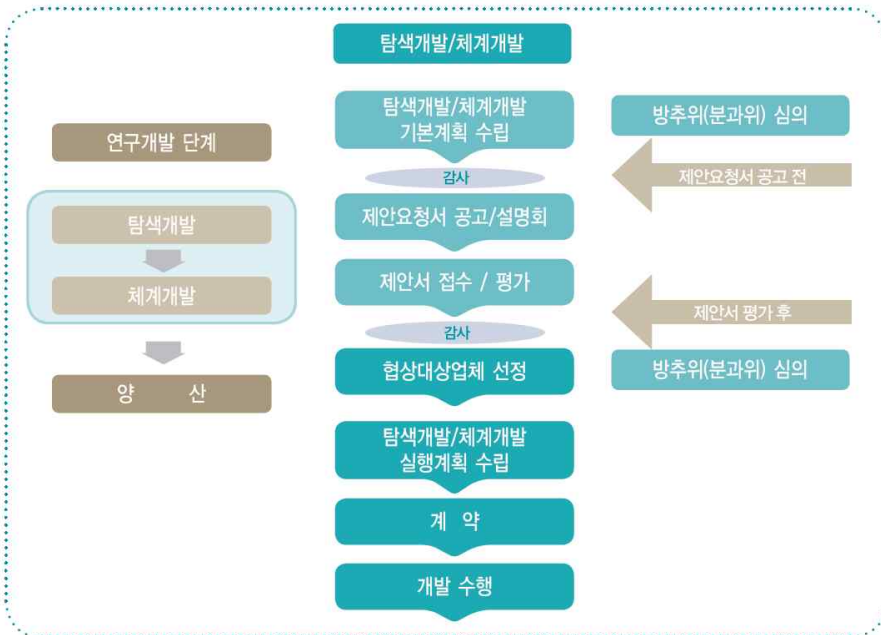 탐색개발/체계개발
연구개발 단계
탐색개발
체계개발
양 산
탐색개발/체계개발
기본계획 수립
감사
제안요청서 공고/설명회
제안서 접수 / 평가
감사
협상대상업체 선정
탐색개발/체계개발
실행계획 수립
계 약
개발 수행
방추위(분과위) 심의
제안요청서 공고 전
제안서 평가 후
방추위(분과위) 심의